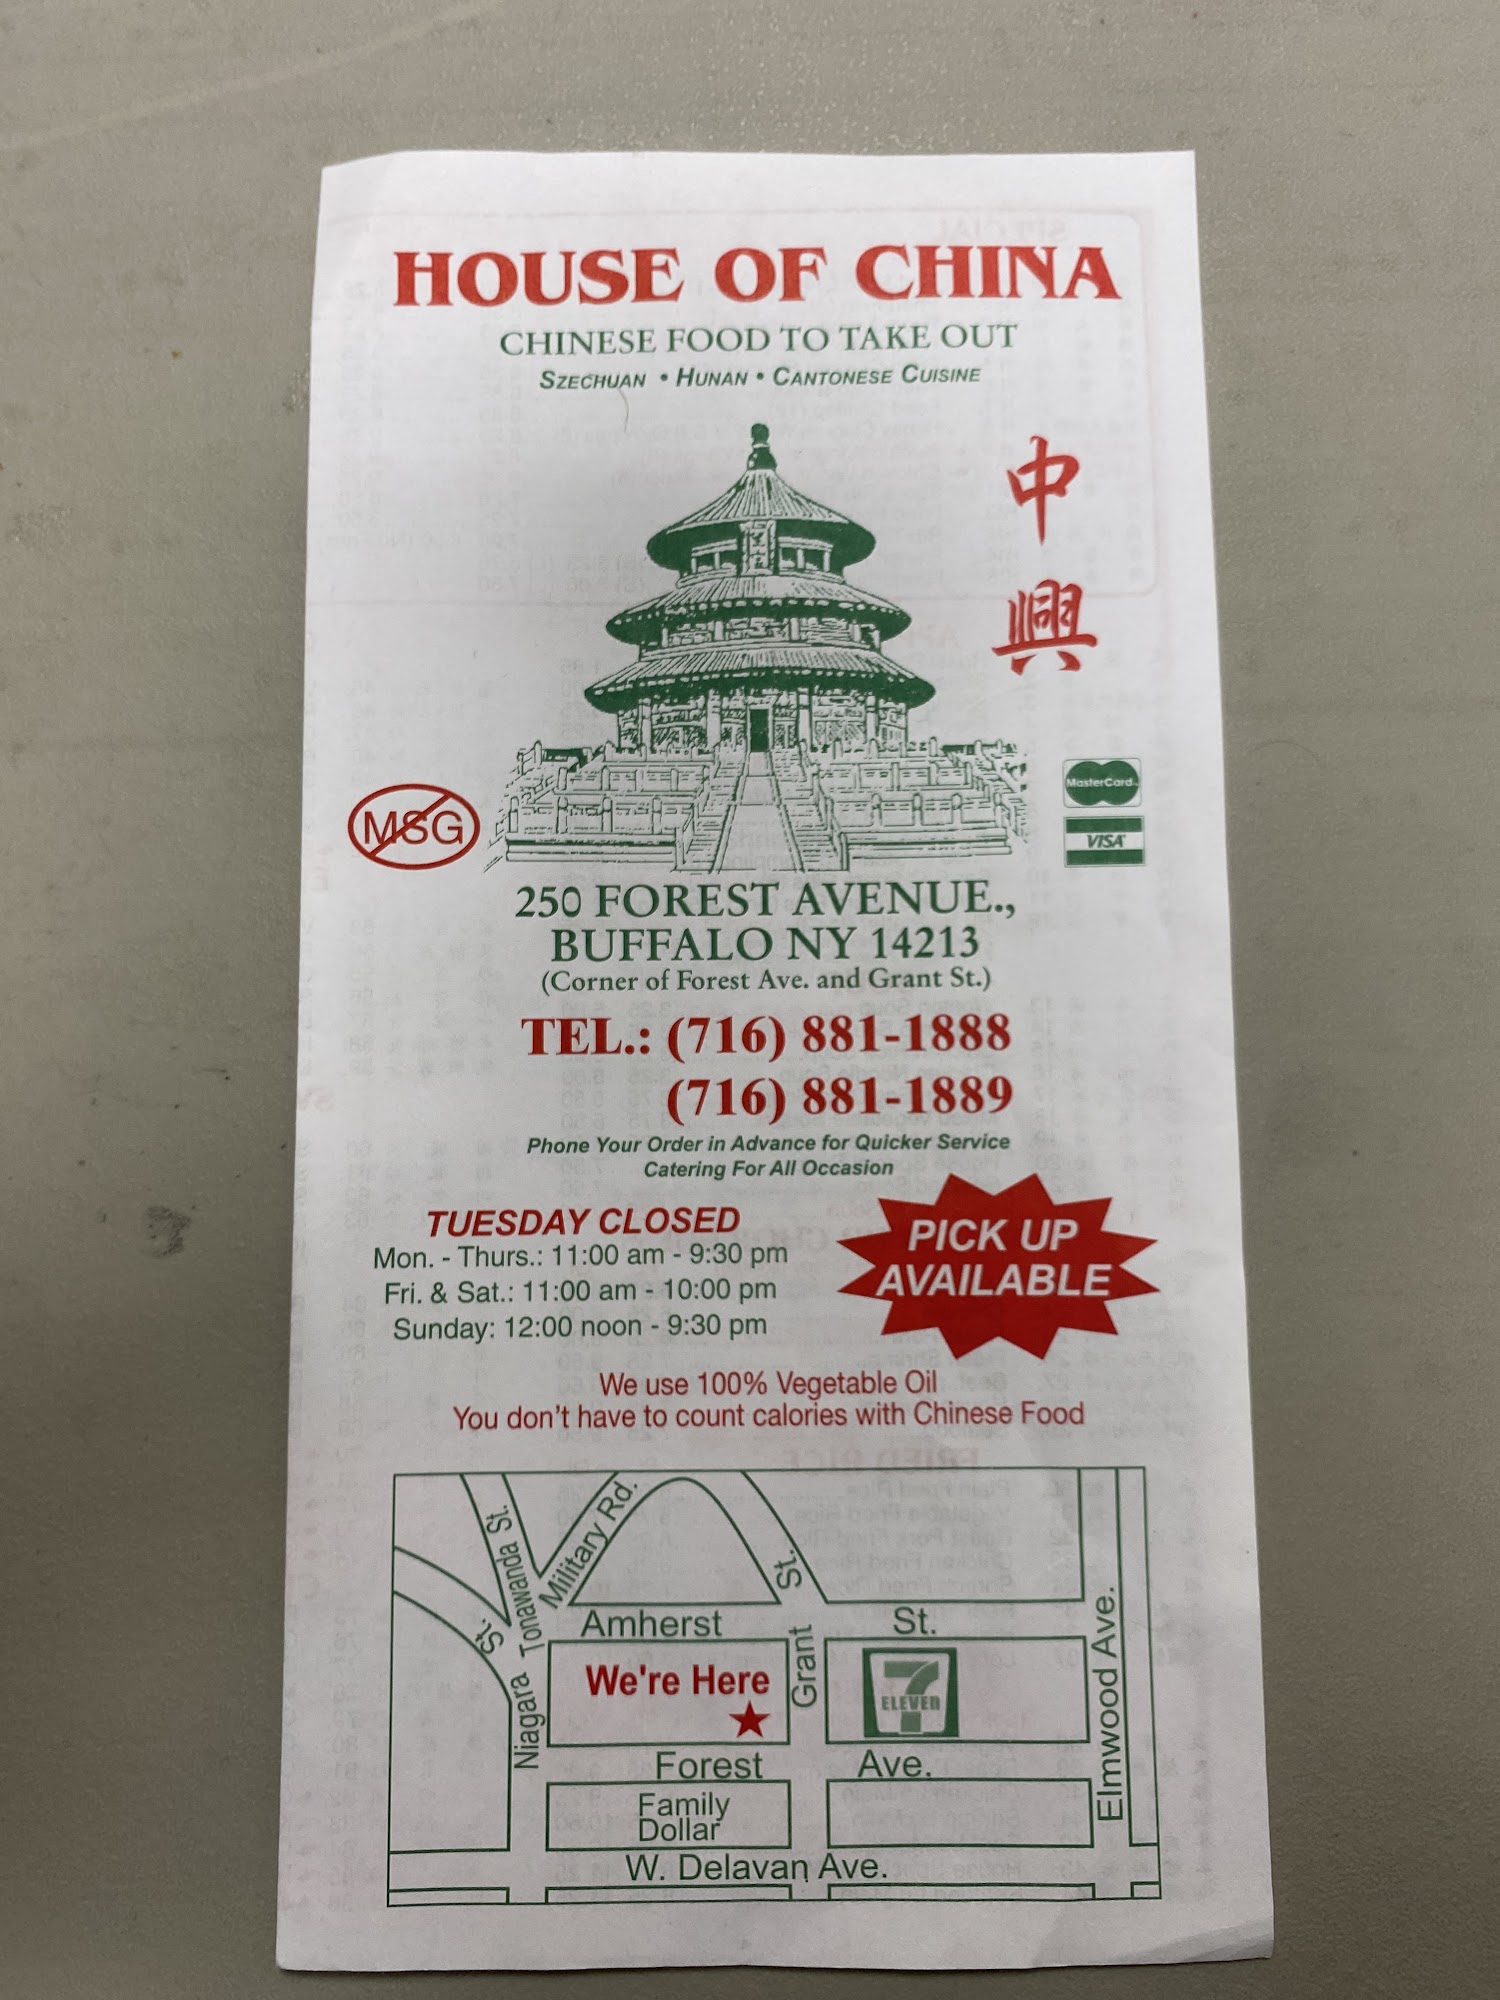 HOUSE OF CHINA
CHINESE FOOD TO TAKE OUT
SZECHUAN • HUNAN • CANTONESE CUISINE
中
興
MSG
MasterCard
VISA
250 FOREST AVENUE.,
BUFFALO NY 14213
(Corner of Forest Ave. and Grant St.)
TEL.: (716) 881-1888
(716) 881-1889
Phone Your Order in Advance for Quicker Service
Catering For All Occasion
TUESDAY CLOSED
Mon. - Thurs.: 11:00 am - 9:30 pm
Fri. & Sat.: 11:00 am - 10:00 pm
Sunday: 12:00 noon - 9:30 pm
PICK UP
AVAILABLE
We use 100% Vegetable Oil
You don't have to count calories with Chinese Food
Tonawanda St.
Military Rd.
Niagara St.
Amherst St.
Grant St.
We're Here
7 ELEVEN
Elmwood Ave.
Forest Ave.
Family
Dollar
W. Delavan Ave.